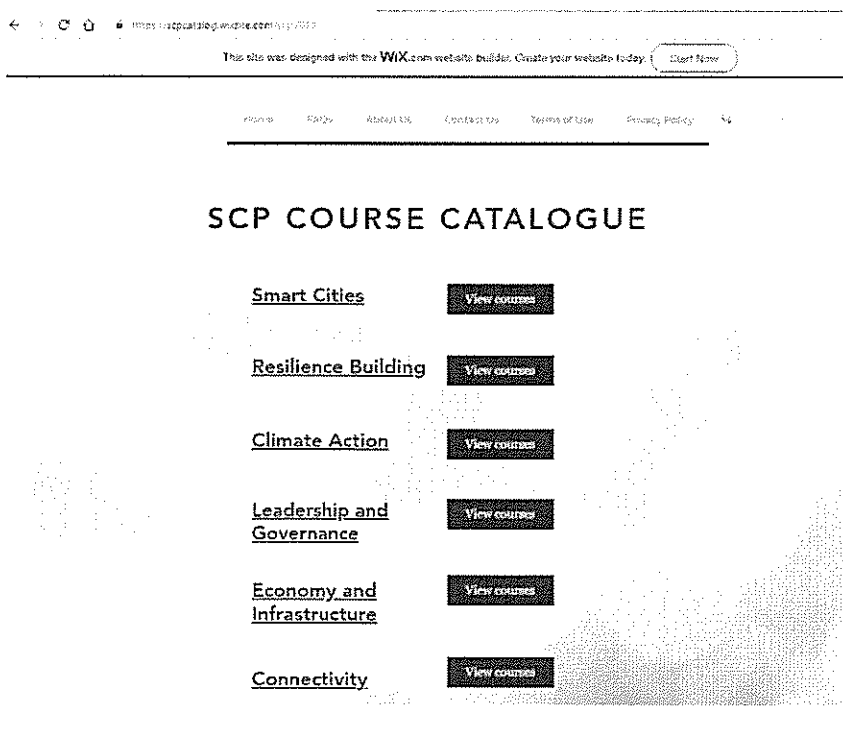 This site was designed with the WiX.com website builder. Create your website today. Start Now
Home FAQs About Us Contact Us Terms of Use Privacy Policy
SCP COURSE CATALOGUE
Smart Cities View courses
Resilience Building View courses
Climate Action View courses
Leadership and View courses
Governance
Economy and View courses
Infrastructure
Connectivity View courses